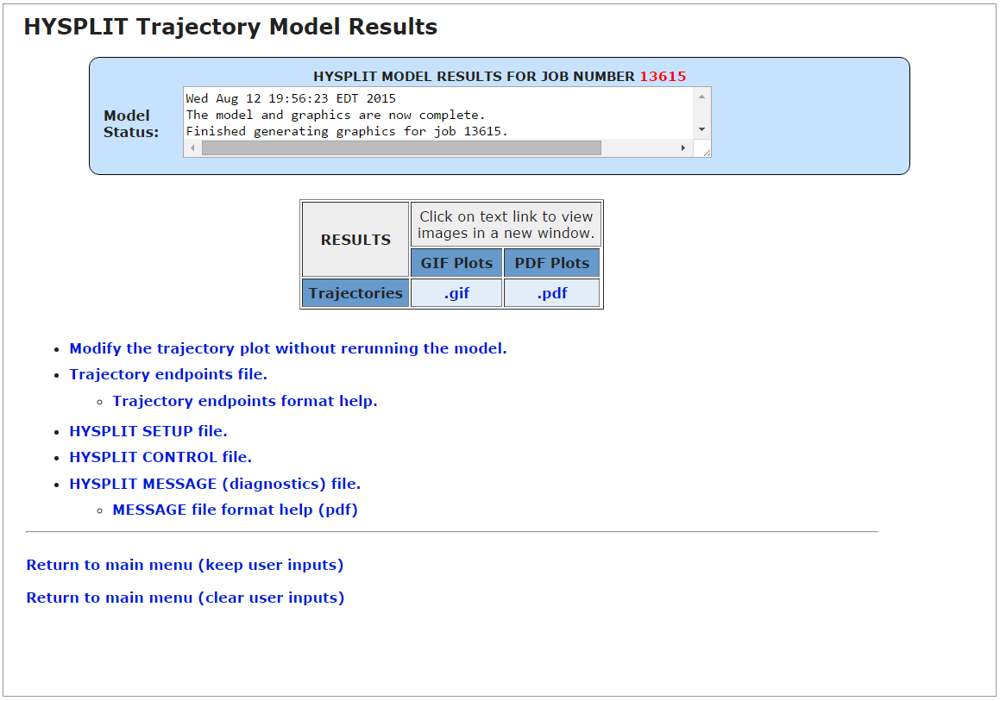 HYSPLIT Trajectory Model Results
HYSPLIT MODEL RESULTS FOR JOB NUMBER 13615
Model
Status:
Wed Aug 12 19:56:23 EDT 2015
The model and graphics are now complete.
Finished generating graphics for job 13615.
RESULTS
Click on text link to view
images in a new window.
GIF Plots
PDF Plots
Trajectories
.gif
.pdf
Modify the trajectory plot without rerunning the model.
Trajectory endpoints file.
Trajectory endpoints format help.
HYSPLIT SETUP file.
HYSPLIT CONTROL file.
HYSPLIT MESSAGE (diagnostics) file.
MESSAGE file format help (pdf)
Return to main menu (keep user inputs)
Return to main menu (clear user inputs)